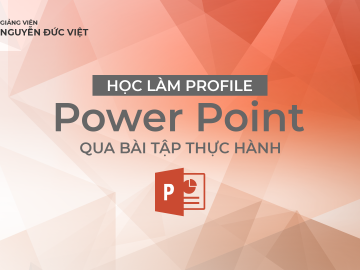 GIẢNG VIÊN
NGUYỄN ĐỨC VIỆT
HỌC LÀM PROFILE
Power Point
QUA BÀI TẬP THỰC HÀNH
P